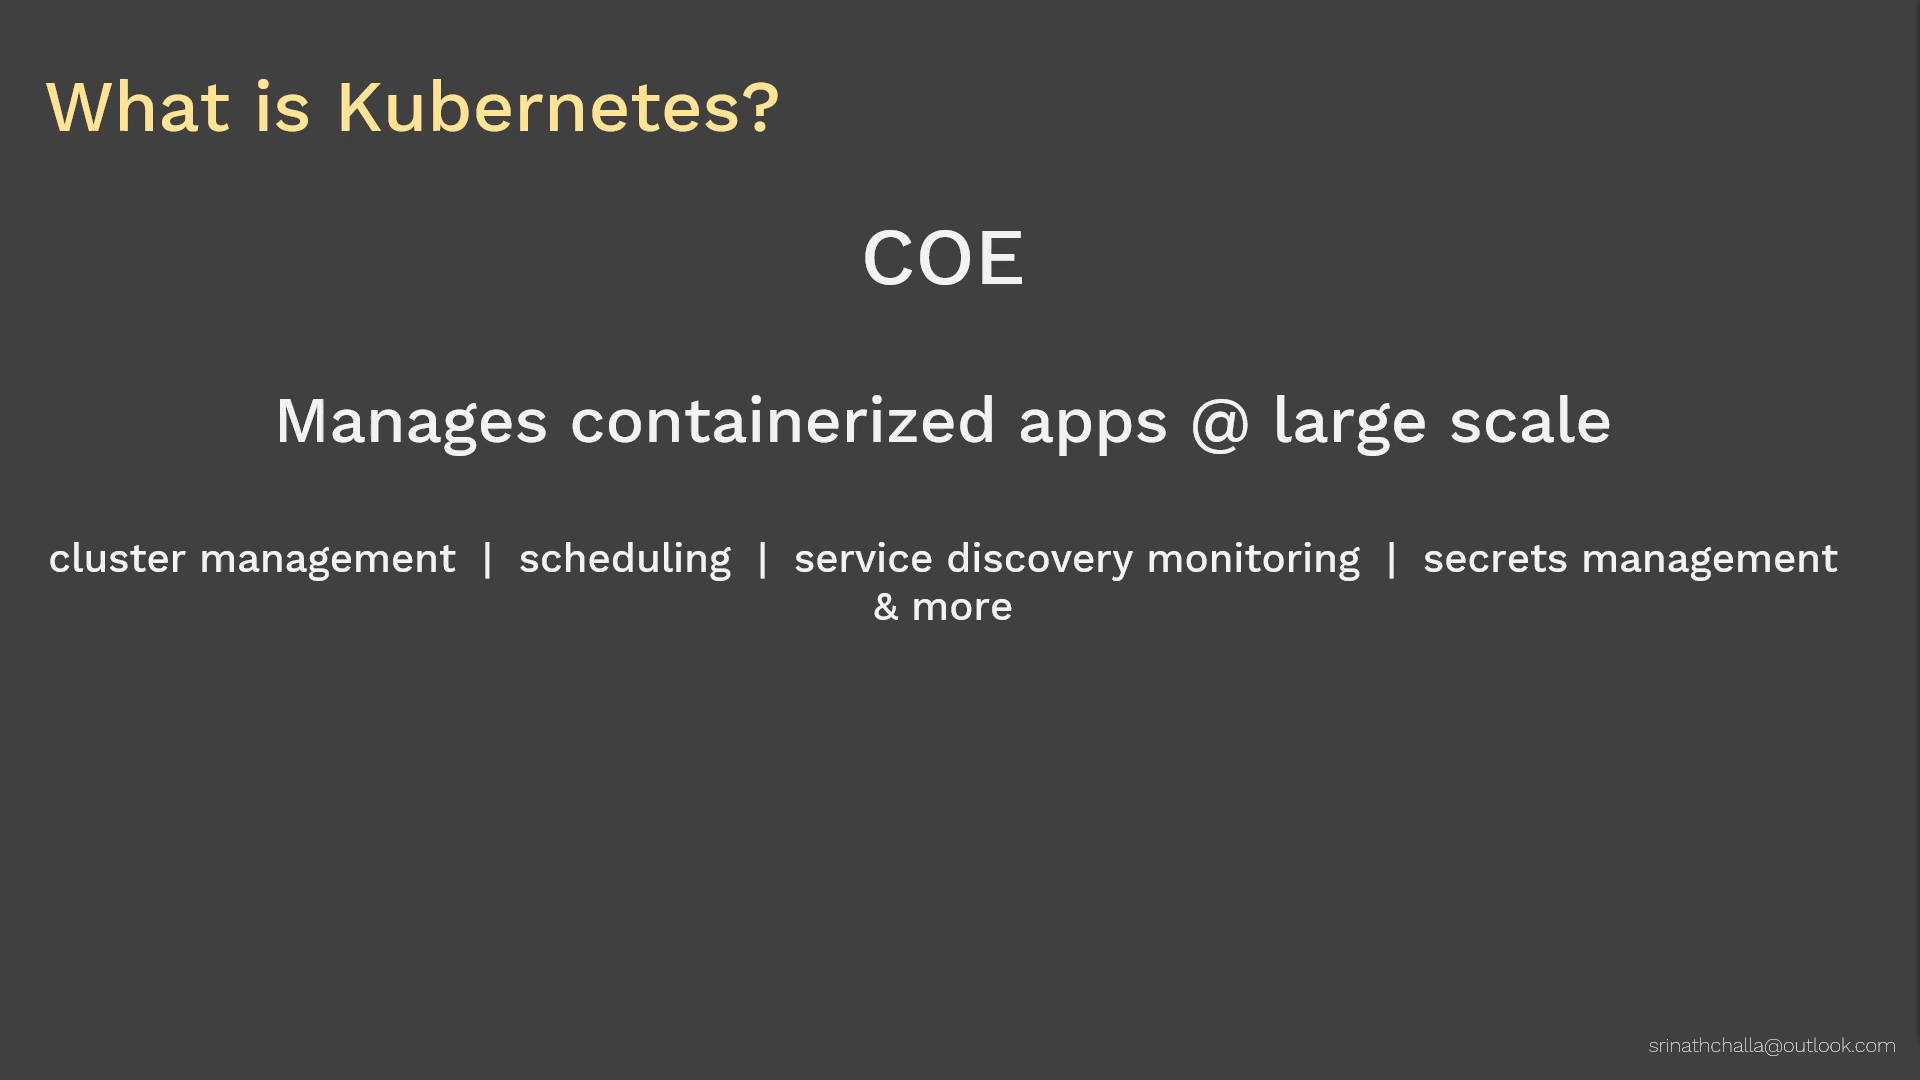 What is Kubernetes?
COE
Manages containerized apps @ large scale
cluster management | scheduling | service discovery monitoring | secrets management
& more
srinathchalla@outlook.com